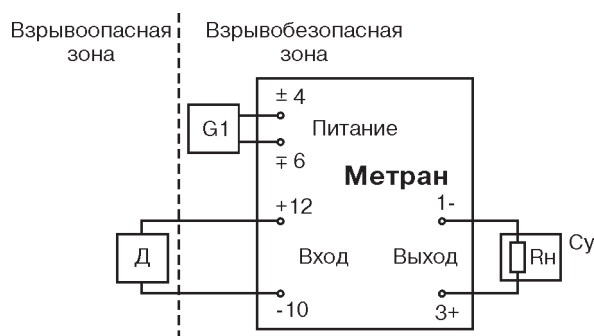 Взрывоопасная
зона
Взрывобезопасная
зона
± 4
G1
Питание
∓ 6
Метран
+12
1-
Д
Вход
Выход
Rн
Су
-10
3+